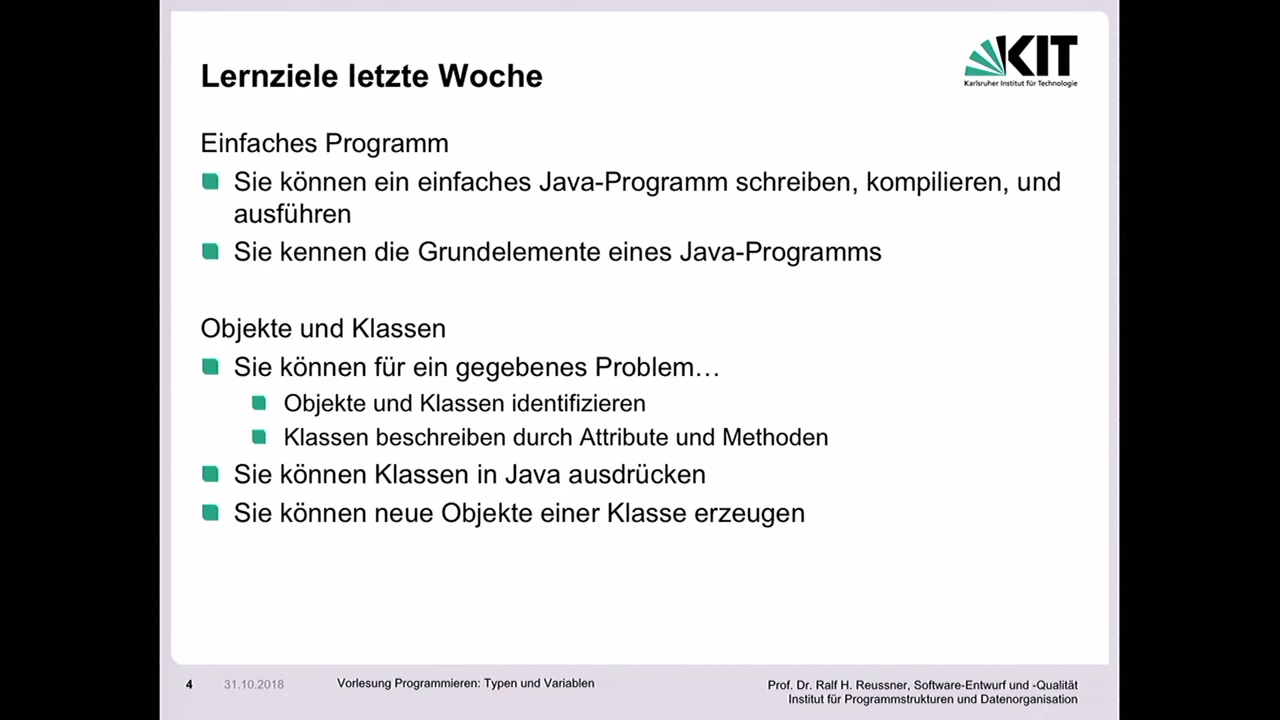 KIT
Karlsruher Institut für Technologie
Lernziele letzte Woche
Einfaches Programm
Sie können ein einfaches Java-Programm schreiben, kompilieren, und
ausführen
Sie kennen die Grundelemente eines Java-Programms
Objekte und Klassen
Sie können für ein gegebenes Problem…
Objekte und Klassen identifizieren
Klassen beschreiben durch Attribute und Methoden
Sie können Klassen in Java ausdrücken
Sie können neue Objekte einer Klasse erzeugen
4 31.10.2018 Vorlesung Programmieren: Typen und Variablen
Prof. Dr. Ralf H. Reussner, Software-Entwurf und -Qualität
Institut für Programmstrukturen und Datenorganisation